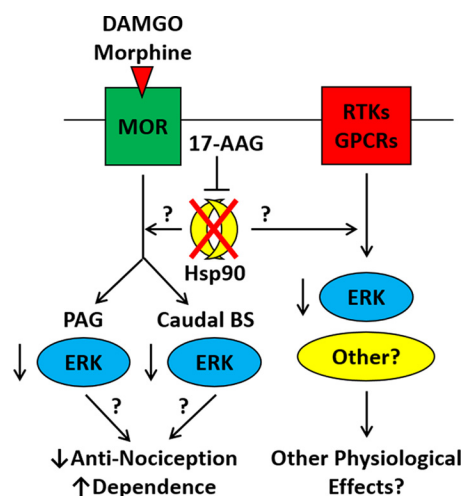 DAMGO
Morphine
MOR
RTKs
GPCRs
17-AAG
?
?
Hsp90
PAG
Caudal BS
↓ ERK
↓ ERK
↓ ERK
Other?
?
?
↓Anti-Nociception
↑Dependence
Other Physiological
Effects?